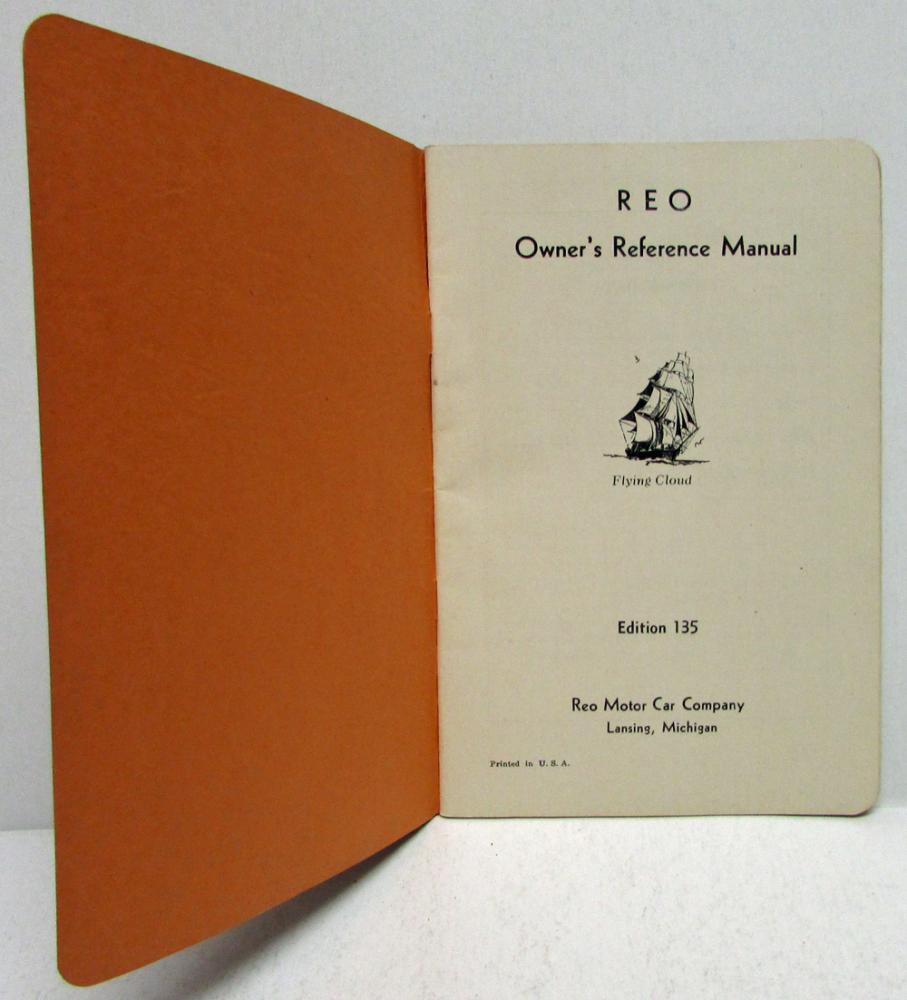 REO
Owner's Reference Manual
Flying Cloud
Edition 135
Reo Motor Car Company
Lansing, Michigan
Printed in U. S. A.